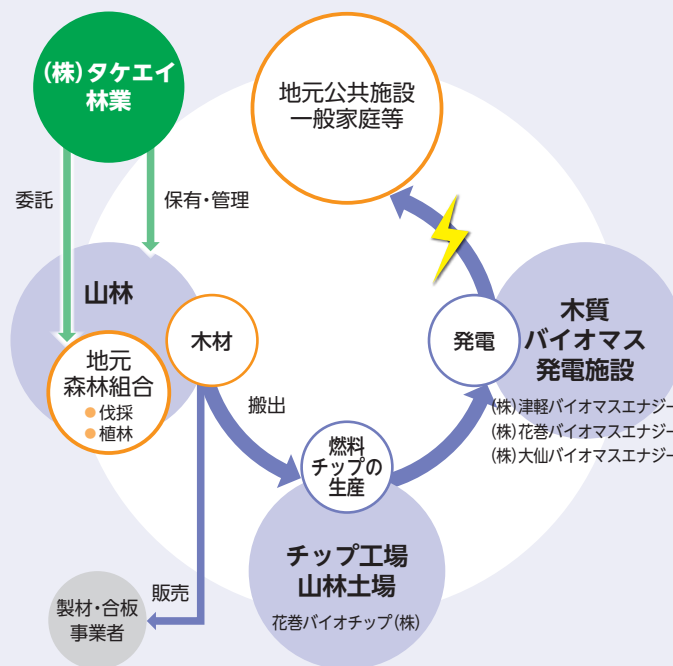 (株)タケエイ
林業
地元公共施設
一般家庭等
委託
保有・管理
山林
地元
森林組合
伐採
植林
木材
搬出
発電
木質
バイオマス
発電施設
(株)津軽バイオマスエナジー
(株)花巻バイオマスエナジー
(株)大仙バイオマスエナジー
燃料
チップの
生産
チップ工場
山林土場
花巻バイオチップ(株)
販売
製材・合板
事業者